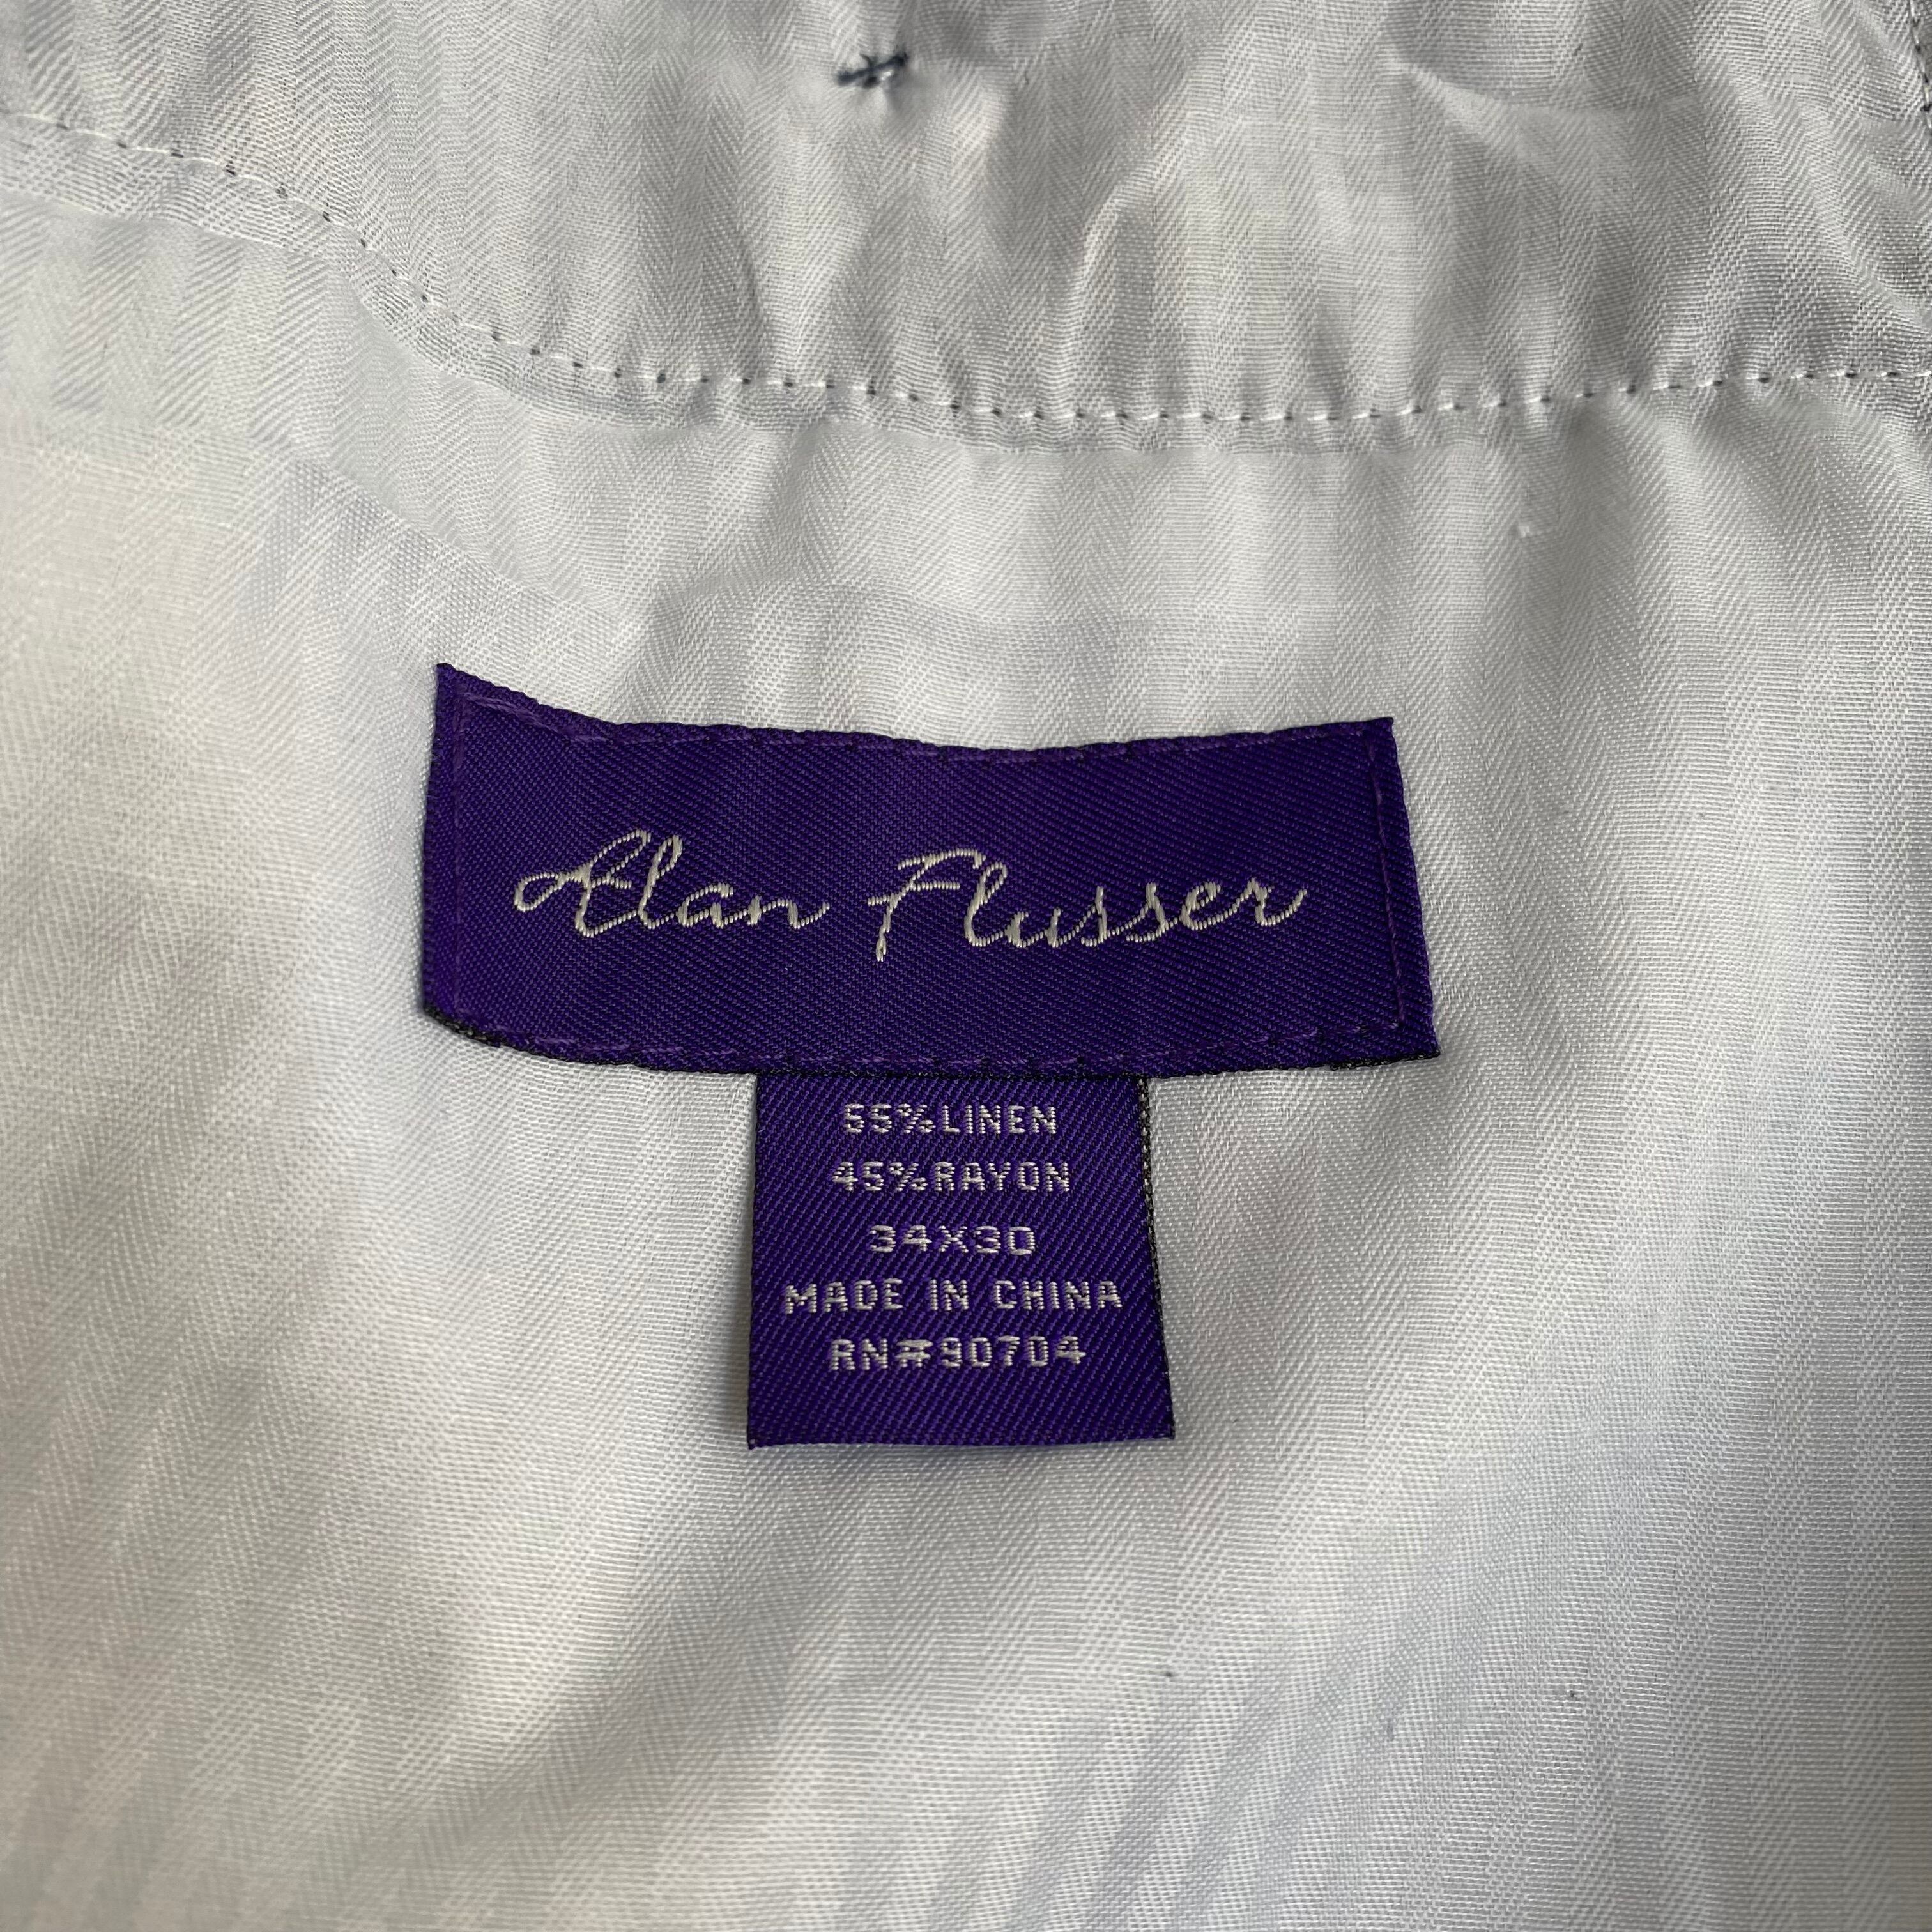 Alan Flusser
55%LINEN
45%RAYON
34X30
MADE IN CHINA
RN#90704